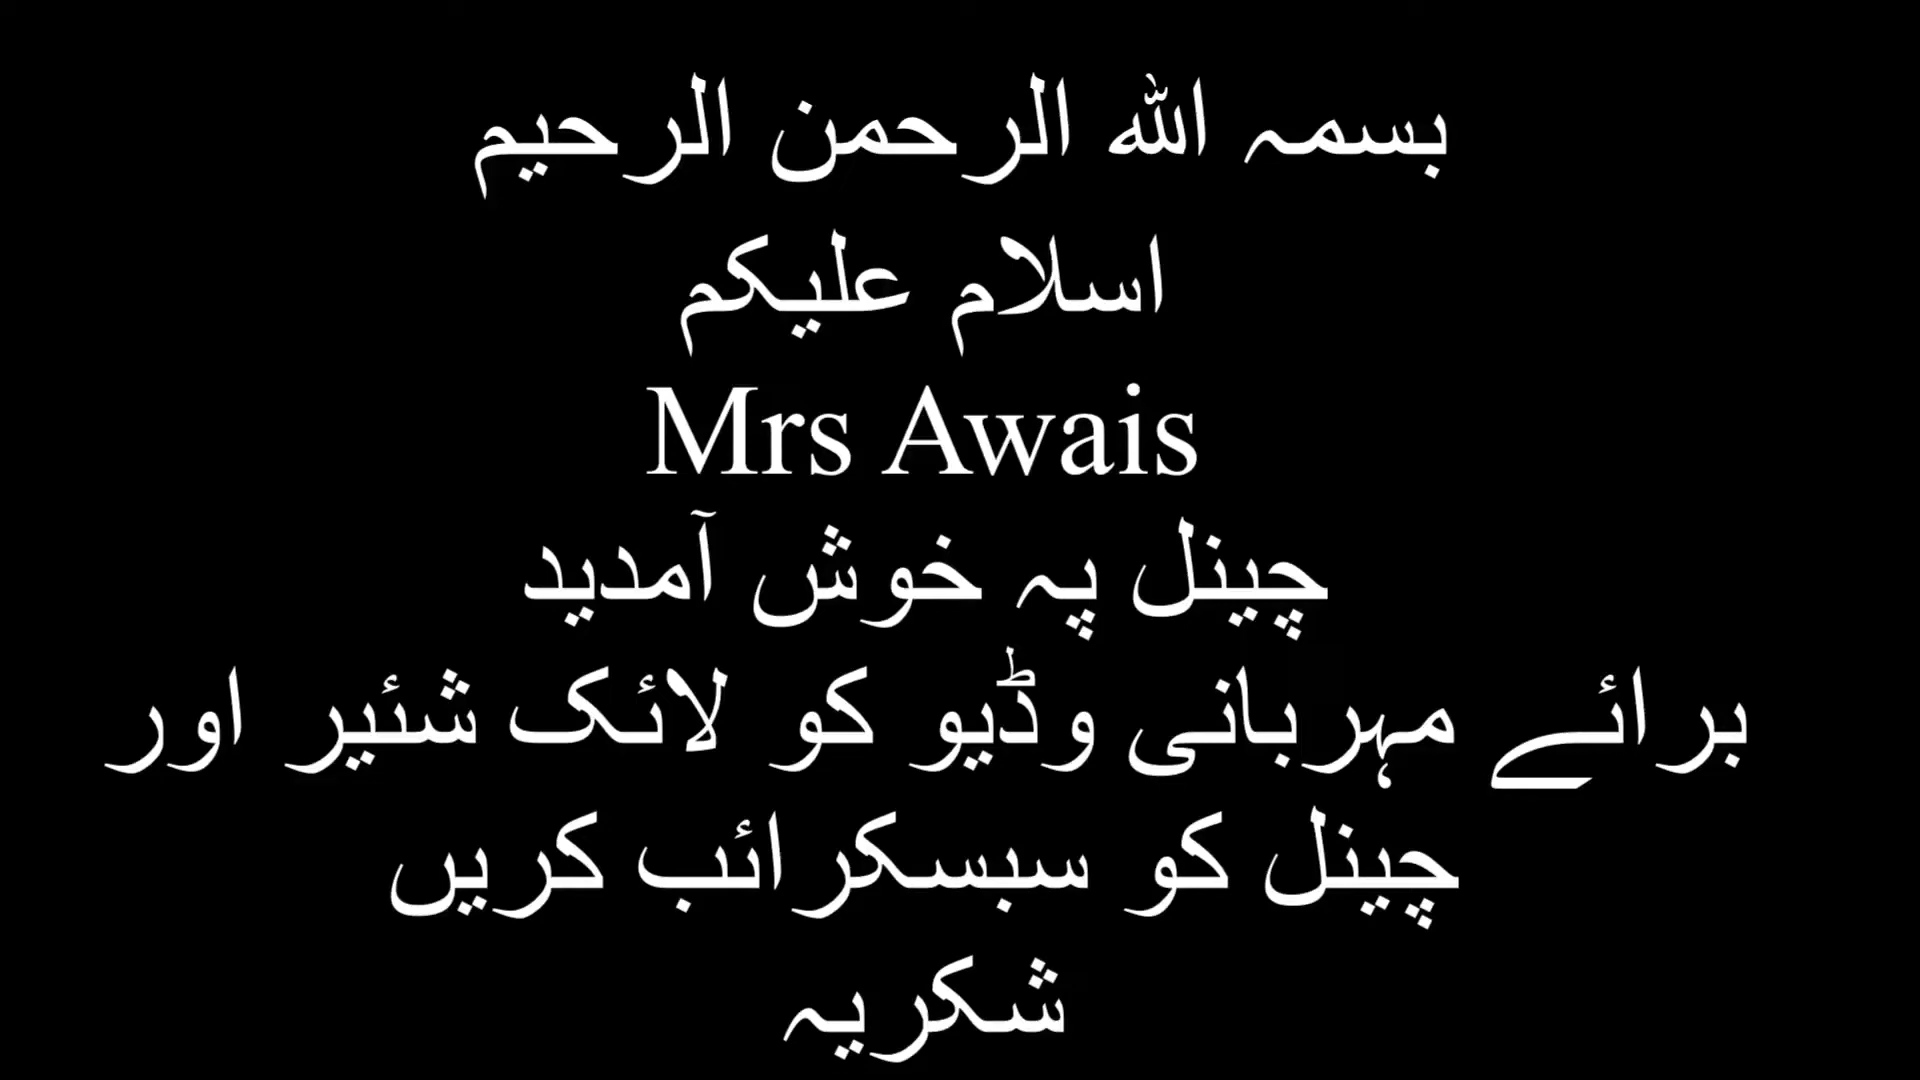 بسمہ اللہ الرحمن الرحیم
اسلام علیکم
Mrs Awais
چینل پہ خوش آمدید
برائے مہربانی وڈیو کو لائک شئیر اور
چینل کو سبسکرائب کریں
شکریہ